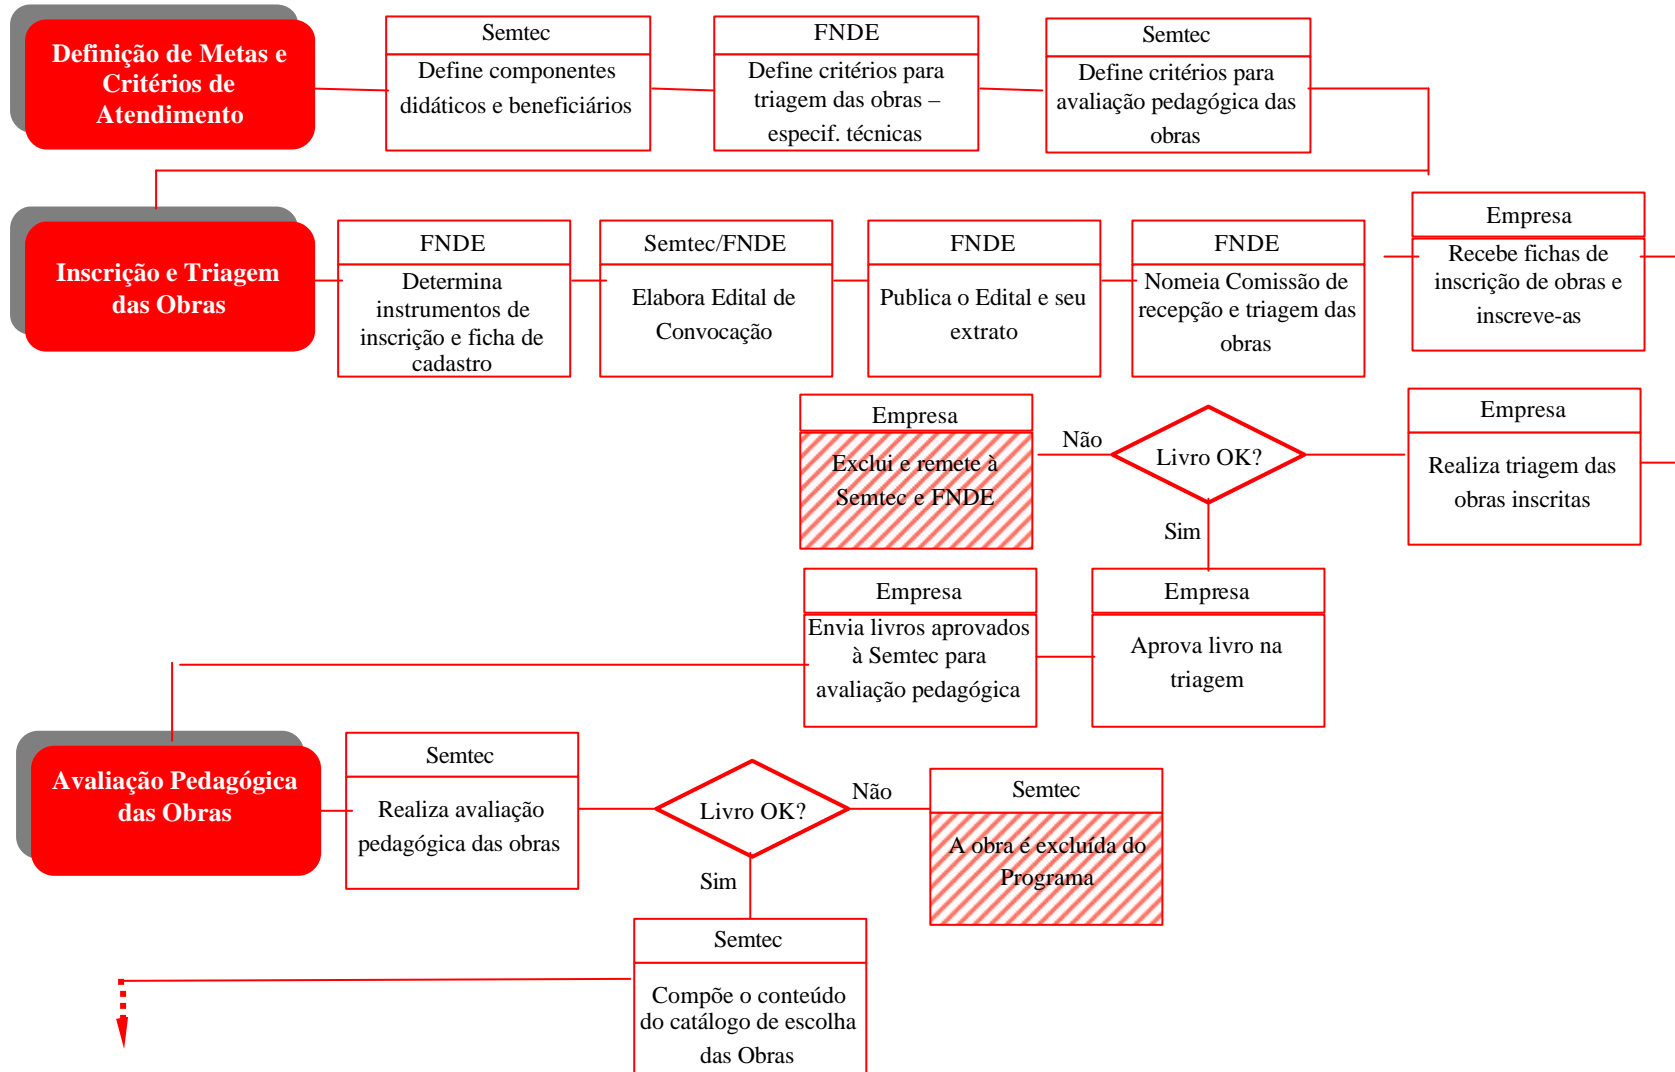 Definição de Metas e
Critérios de
Atendimento
Semtec
Define componentes
didáticos e beneficiários
FNDE
Define critérios para
triagem das obras –
especif. técnicas
Semtec
Define critérios para
avaliação pedagógica das
obras
Inscrição e Triagem
das Obras
FNDE
Determina
instrumentos de
inscrição e ficha de
cadastro
Semtec/FNDE
Elabora Edital de
Convocação
FNDE
Publica o Edital e seu
extrato
FNDE
Nomeia Comissão de
recepção e triagem das
obras
Empresa
Recebe fichas de
inscrição de obras e
inscreve-as
Empresa
Exclui e remete à
Semtec e FNDE
Não
Livro OK?
Sim
Empresa
Realiza triagem das
obras inscritas
Empresa
Envia livros aprovados
à Semtec para
avaliação pedagógica
Empresa
Aprova livro na
triagem
Avaliação Pedagógica
das Obras
Semtec
Realiza avaliação
pedagógica das obras
Livro OK?
Não
Sim
Semtec
A obra é excluída do
Programa
Semtec
Compõe o conteúdo
do catálogo de escolha
das Obras